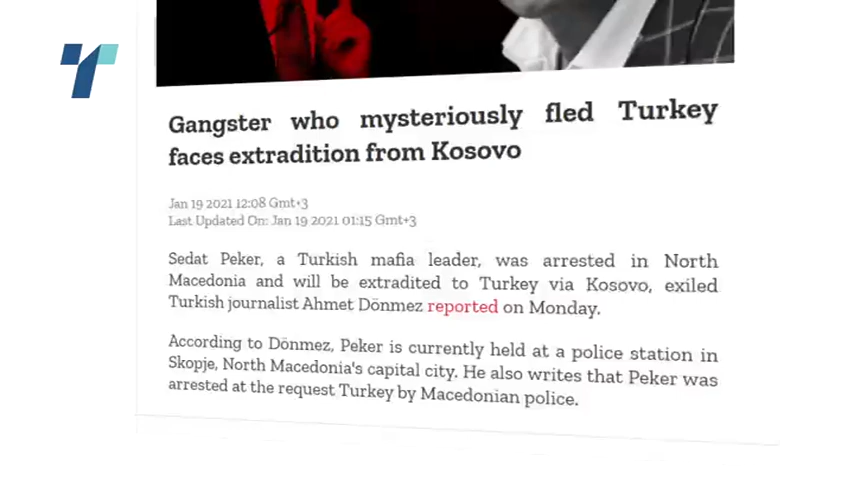 Gangster who mysteriously fled Turkey
faces extradition from Kosovo
Jan 19 2021 12:08 Gmt+3
Last Updated On: Jan 19 2021 01:15 Gmt+3
Sedat Peker, a Turkish mafia leader, was arrested in North
Macedonia and will be extradited to Turkey via Kosovo, exiled
Turkish journalist Ahmet Dönmez reported on Monday.
According to Dönmez, Peker is currently held at a police station in
Skopje, North Macedonia's capital city. He also writes that Peker was
arrested at the request Turkey by Macedonian police.